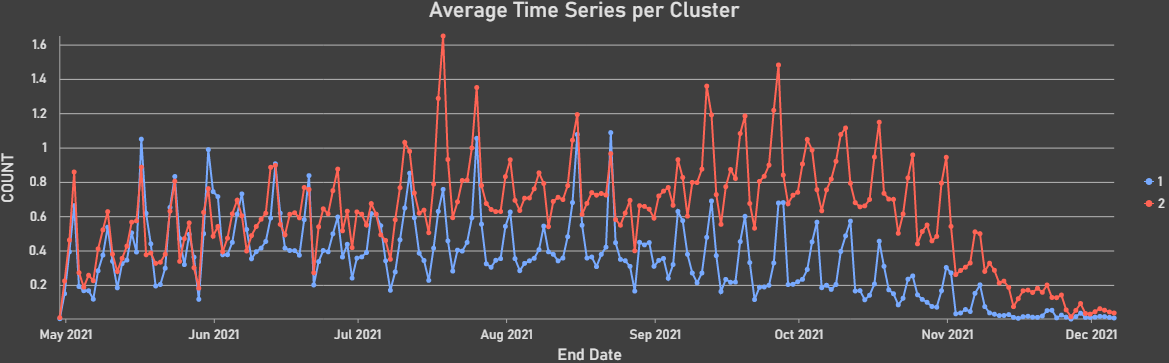 Average Time Series per Cluster
COUNT
1.6
1.4
1.2
1
0.8
0.6
0.4
0.2
May 2021 Jun 2021 Jul 2021 Aug 2021 Sep 2021 Oct 2021 Nov 2021 Dec 2021
End Date
1
2